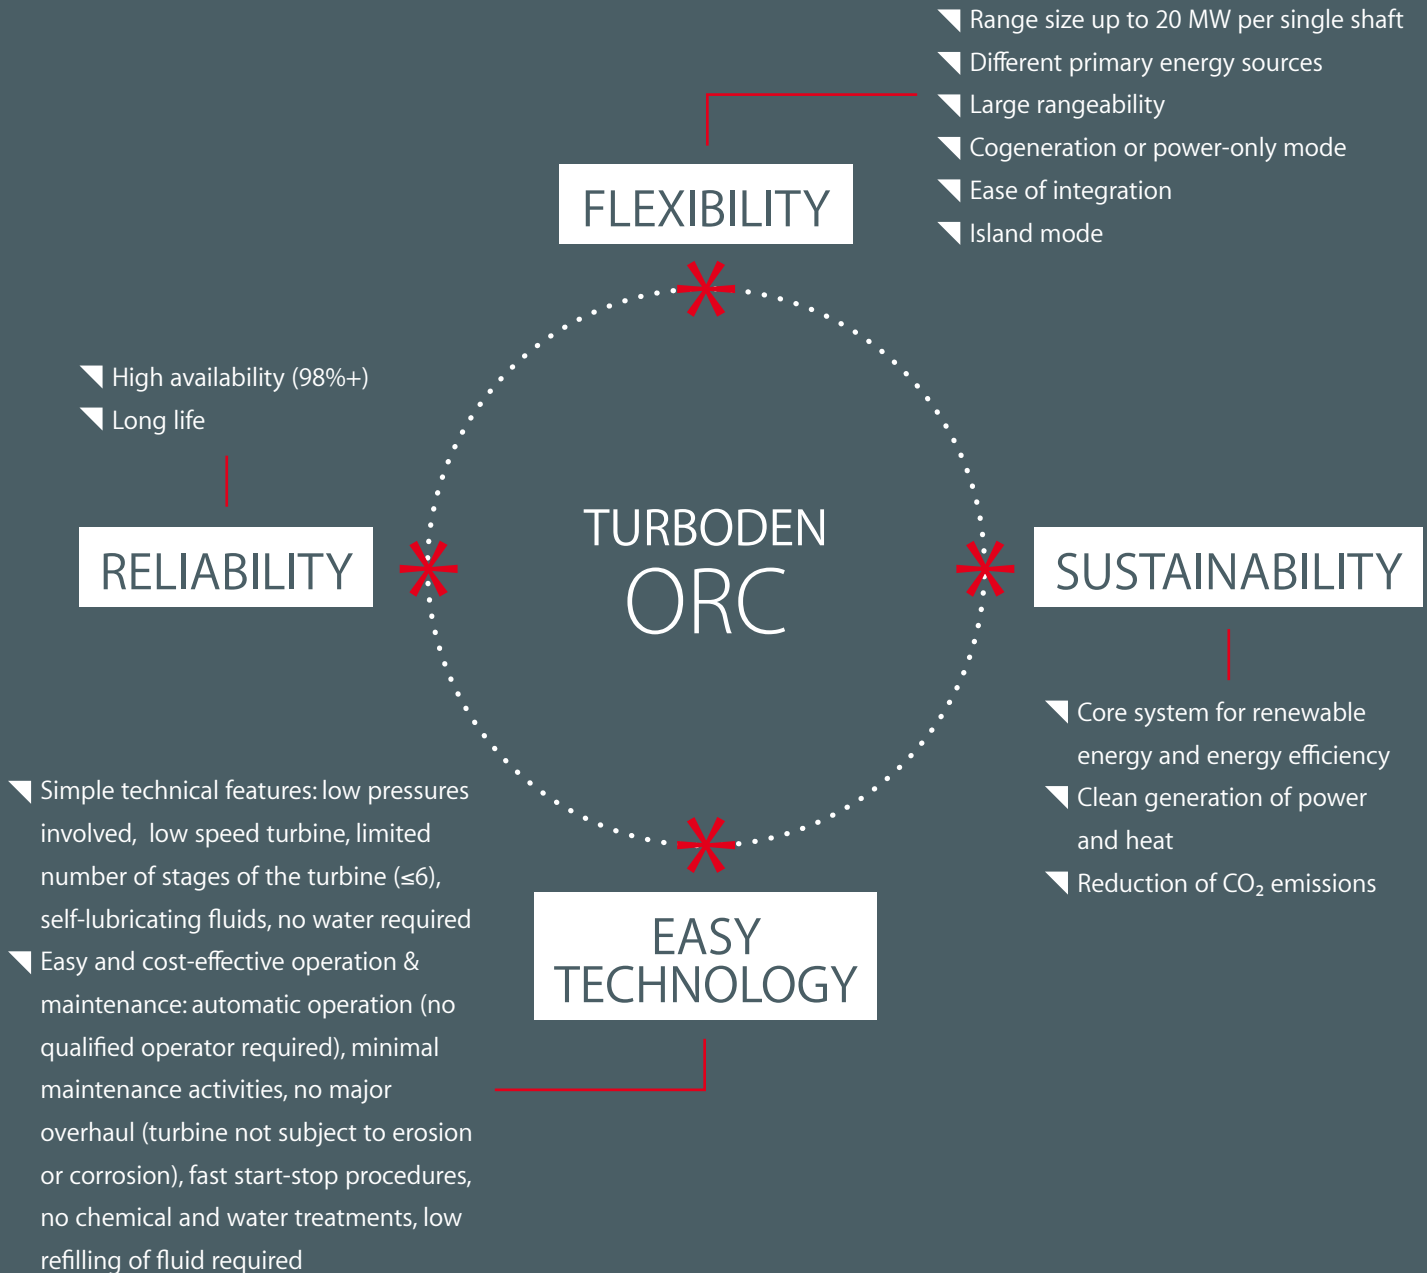 Range size up to 20 MW per single shaft
Different primary energy sources
Large rangeability
Cogeneration or power-only mode
Ease of integration
Island mode
FLEXIBILITY
High availability (98%+)
Long life
RELIABILITY
TURBODEN
ORC
SUSTAINABILITY
Core system for renewable
energy and energy efficiency
Clean generation of power
and heat
Reduction of CO₂ emissions
EASY
TECHNOLOGY
Simple technical features: low pressures
involved, low speed turbine, limited
number of stages of the turbine (≤6),
self-lubricating fluids, no water required
Easy and cost-effective operation &
maintenance: automatic operation (no
qualified operator required), minimal
maintenance activities, no major
overhaul (turbine not subject to erosion
or corrosion), fast start-stop procedures,
no chemical and water treatments, low
refilling of fluid required